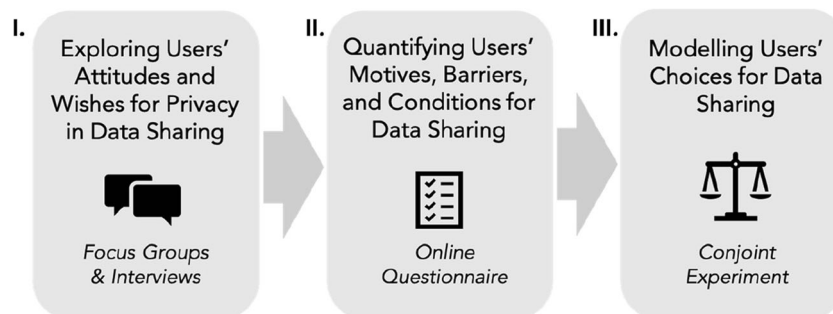 I.
Exploring Users'
Attitudes and
Wishes for Privacy
in Data Sharing
Focus Groups
& Interviews
II.
Quantifying Users'
Motives, Barriers,
and Conditions for
Data Sharing
Online
Questionnaire
III.
Modelling Users'
Choices for Data
Sharing
Conjoint
Experiment